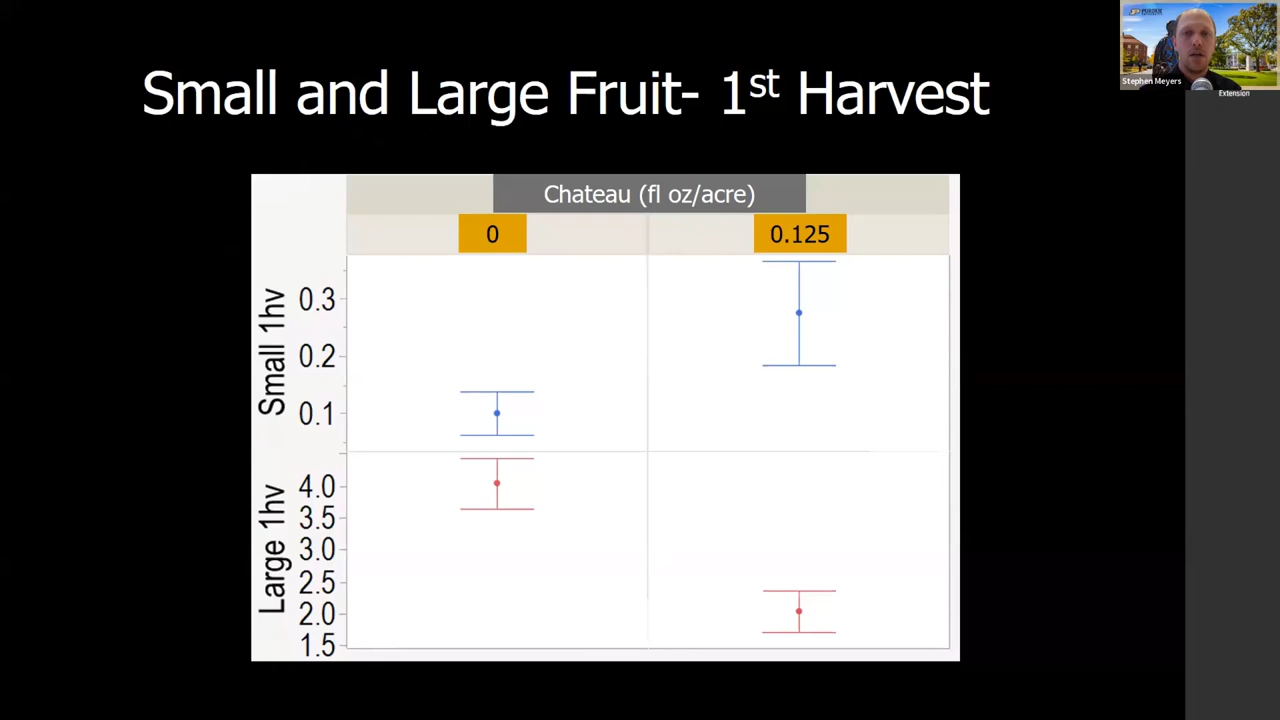 Small and Large Fruit- 1st Harvest
PURDUE
Stephen Meyers
Extension
Chateau (fl oz/acre)
0
0.125
Small 1hv
0.3
0.2
0.1
Large 1hv
4.0
3.5
3.0
2.5
2.0
1.5